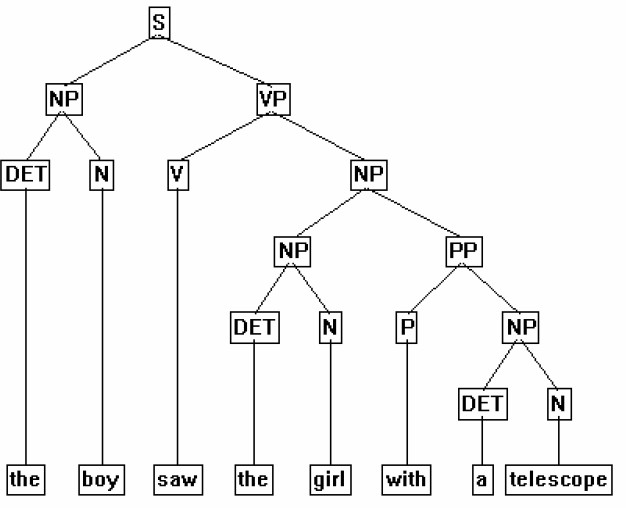 S
NP VP
DET N V NP
NP PP
DET N P NP
DET N
the boy saw the girl with a telescope